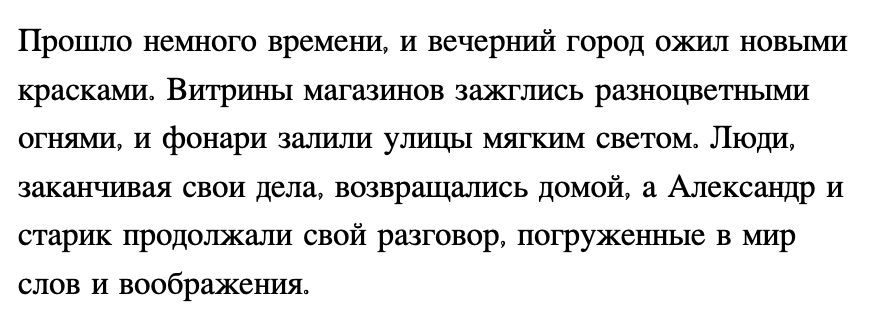 Прошло немного времени, и вечерний город ожил новыми
красками. Витрины магазинов зажглись разноцветными
огнями, и фонари залили улицы мягким светом. Люди,
заканчивая свои дела, возвращались домой, а Александр и
старик продолжали свой разговор, погруженные в мир
слов и воображения.